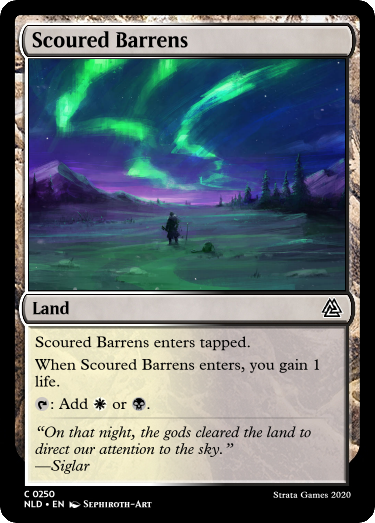 Scoured Barrens
Land
Scoured Barrens enters tapped.
When Scoured Barrens enters, you gain 1
life.
: Add or .
“On that night, the gods cleared the land to
direct our attention to the sky.”
—Siglar
C 0250
NLD • EN Sephiroth-Art
Strata Games 2020